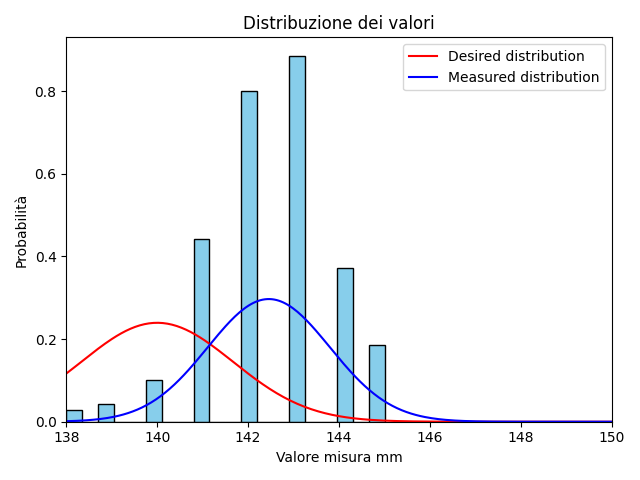 Distribuzione dei valori
Desired distribution
Measured distribution
Probabilità
0.8
0.6
0.4
0.2
0.0
138 140 142 144 146 148 150
Valore misura mm